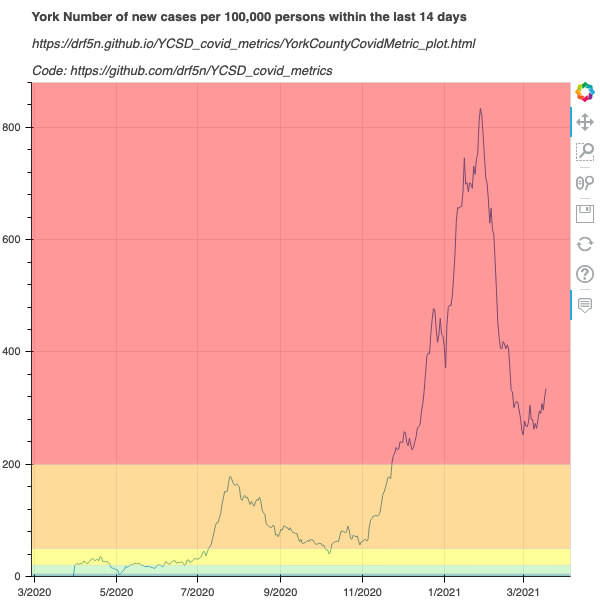 York Number of new cases per 100,000 persons within the last 14 days
https://drf5n.github.io/YCSD_covid_metrics/YorkCountyCovidMetric_plot.html
Code: https://github.com/drf5n/YCSD_covid_metrics
800
600
400
200
0
3/2020 5/2020 7/2020 9/2020 11/2020 1/2021 3/2021